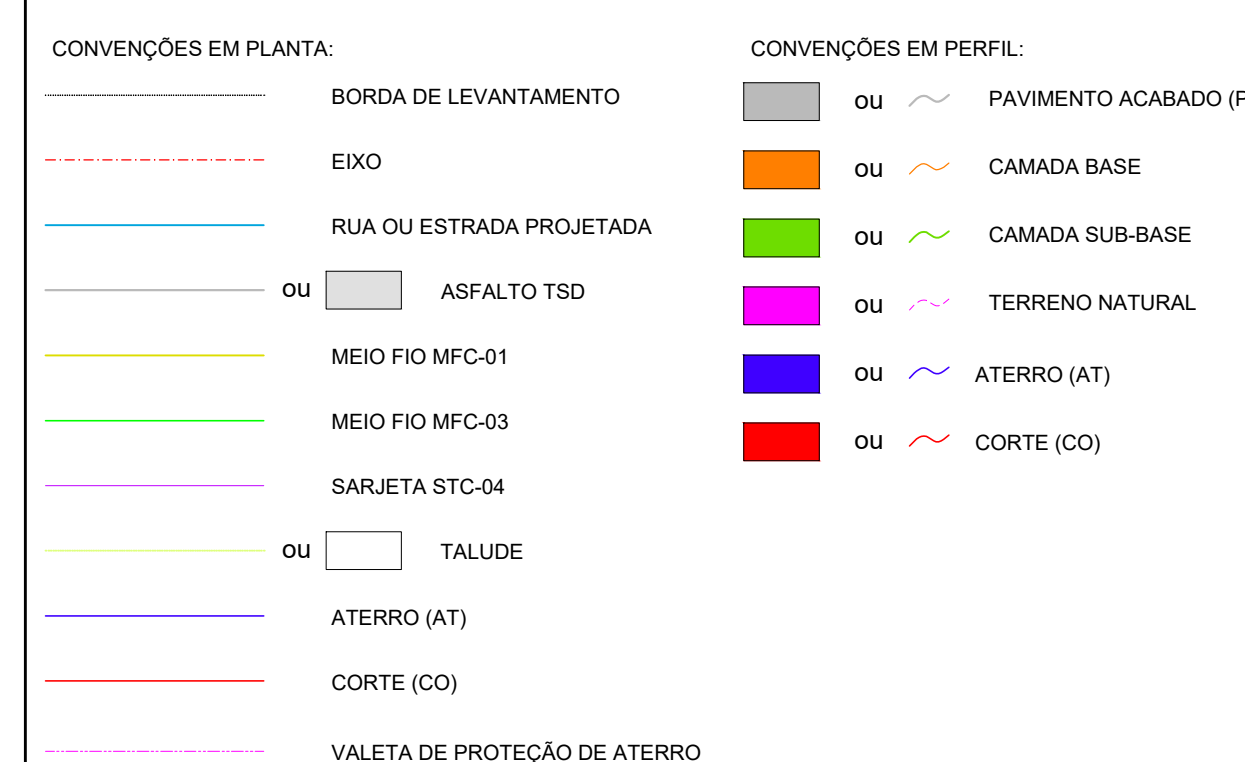 CONVENÇÕES EM PLANTA:
BORDA DE LEVANTAMENTO
EIXO
RUA OU ESTRADA PROJETADA
ou ASFALTO TSD
MEIO FIO MFC-01
MEIO FIO MFC-03
SARJETA STC-04
ou TALUDE
ATERRO (AT)
CORTE (CO)
VALETA DE PROTEÇÃO DE ATERRO
CONVENÇÕES EM PERFIL:
ou PAVIMENTO ACABADO (P
ou CAMADA BASE
ou CAMADA SUB-BASE
ou TERRENO NATURAL
ou ATERRO (AT)
ou CORTE (CO)